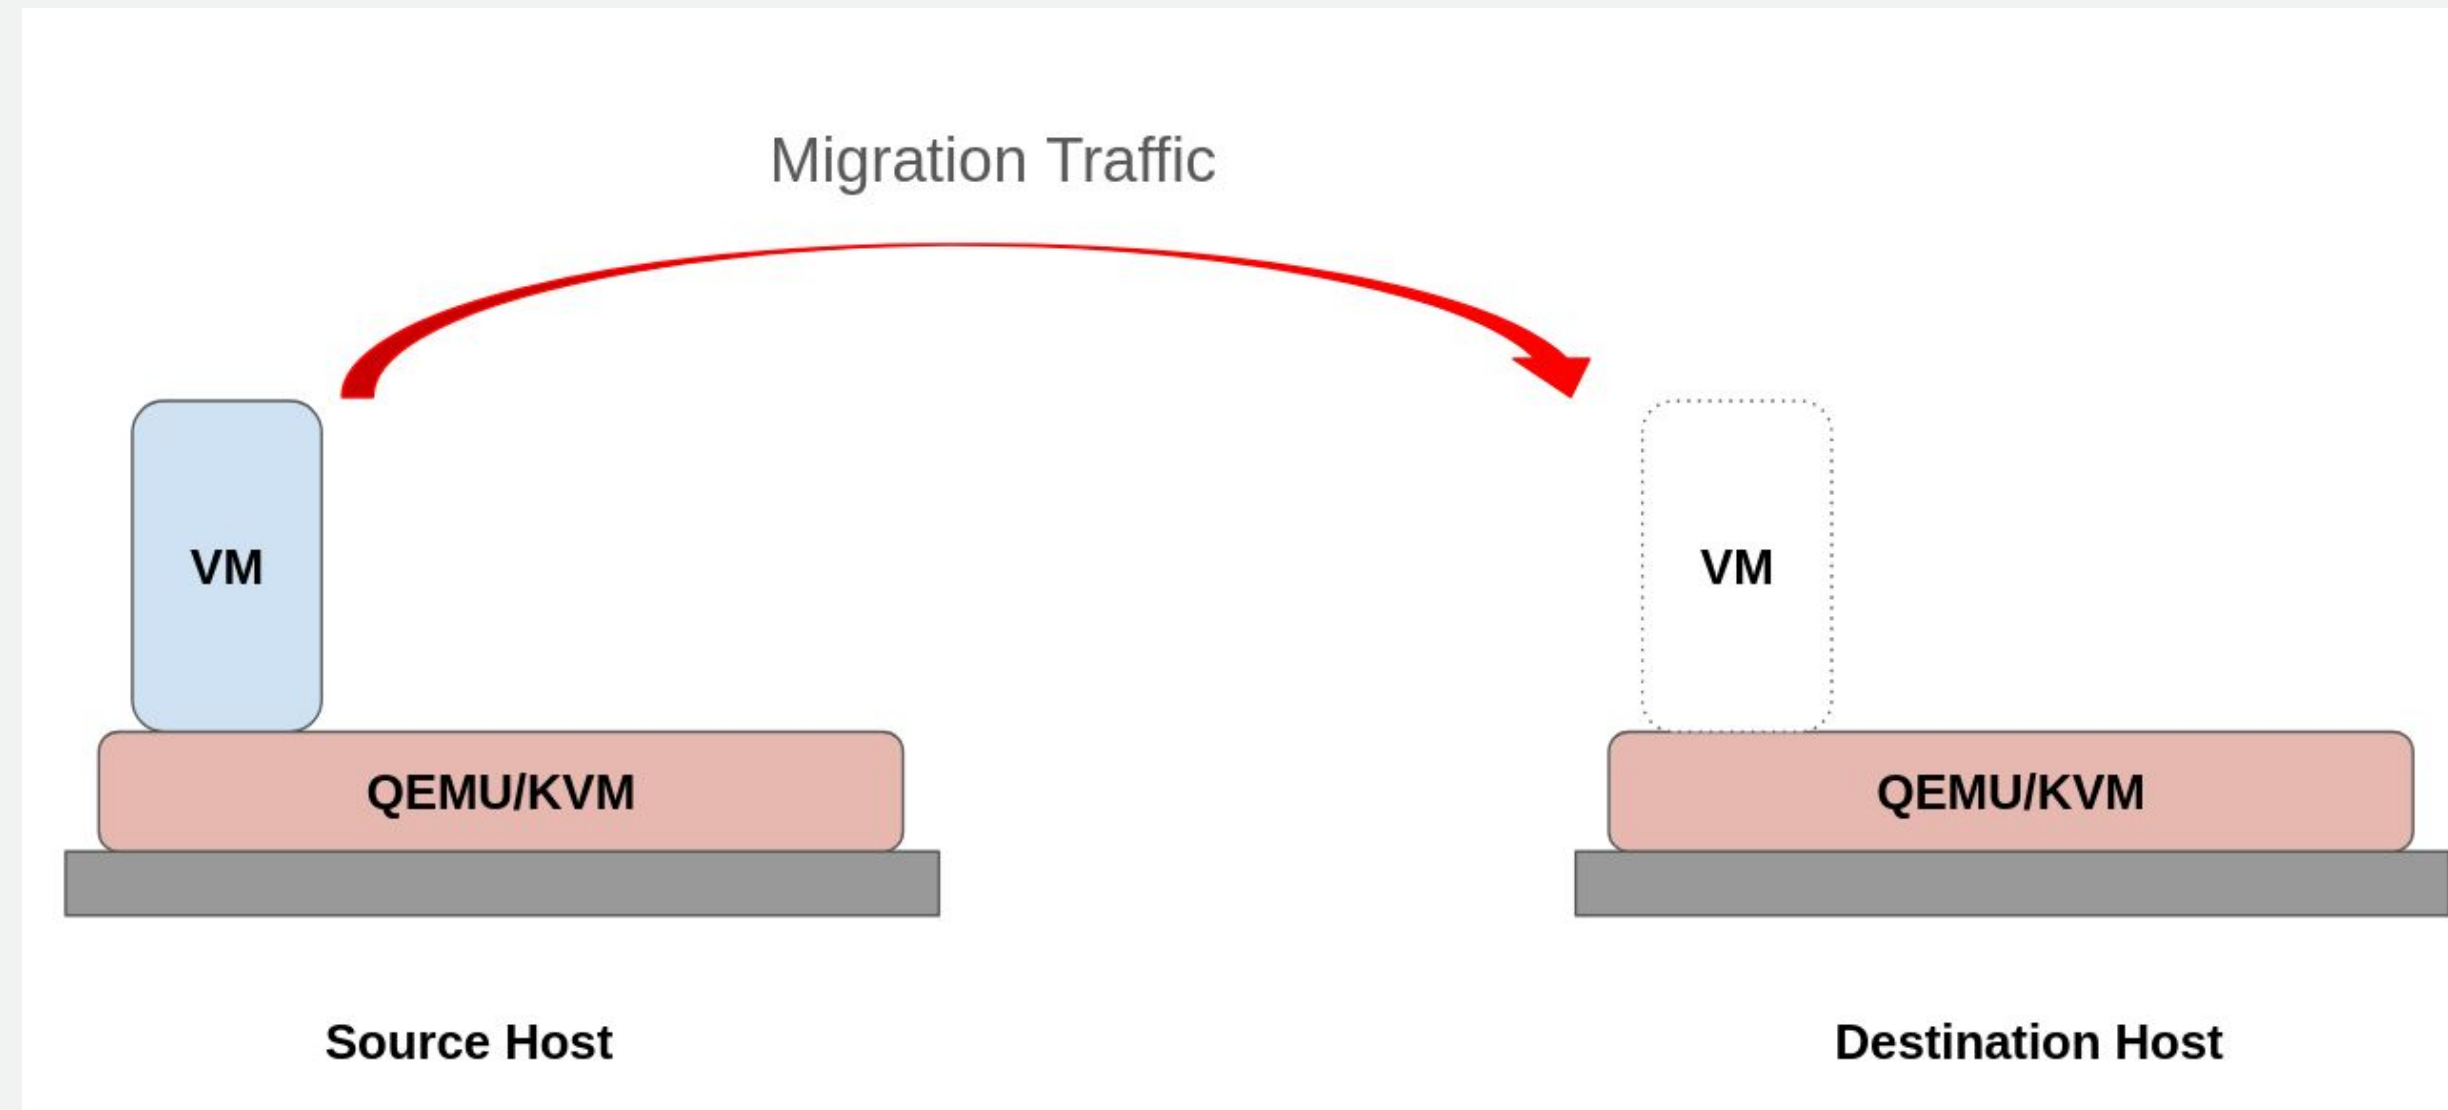 Migration Traffic
VM
VM
QEMU/KVM
QEMU/KVM
Source Host
Destination Host